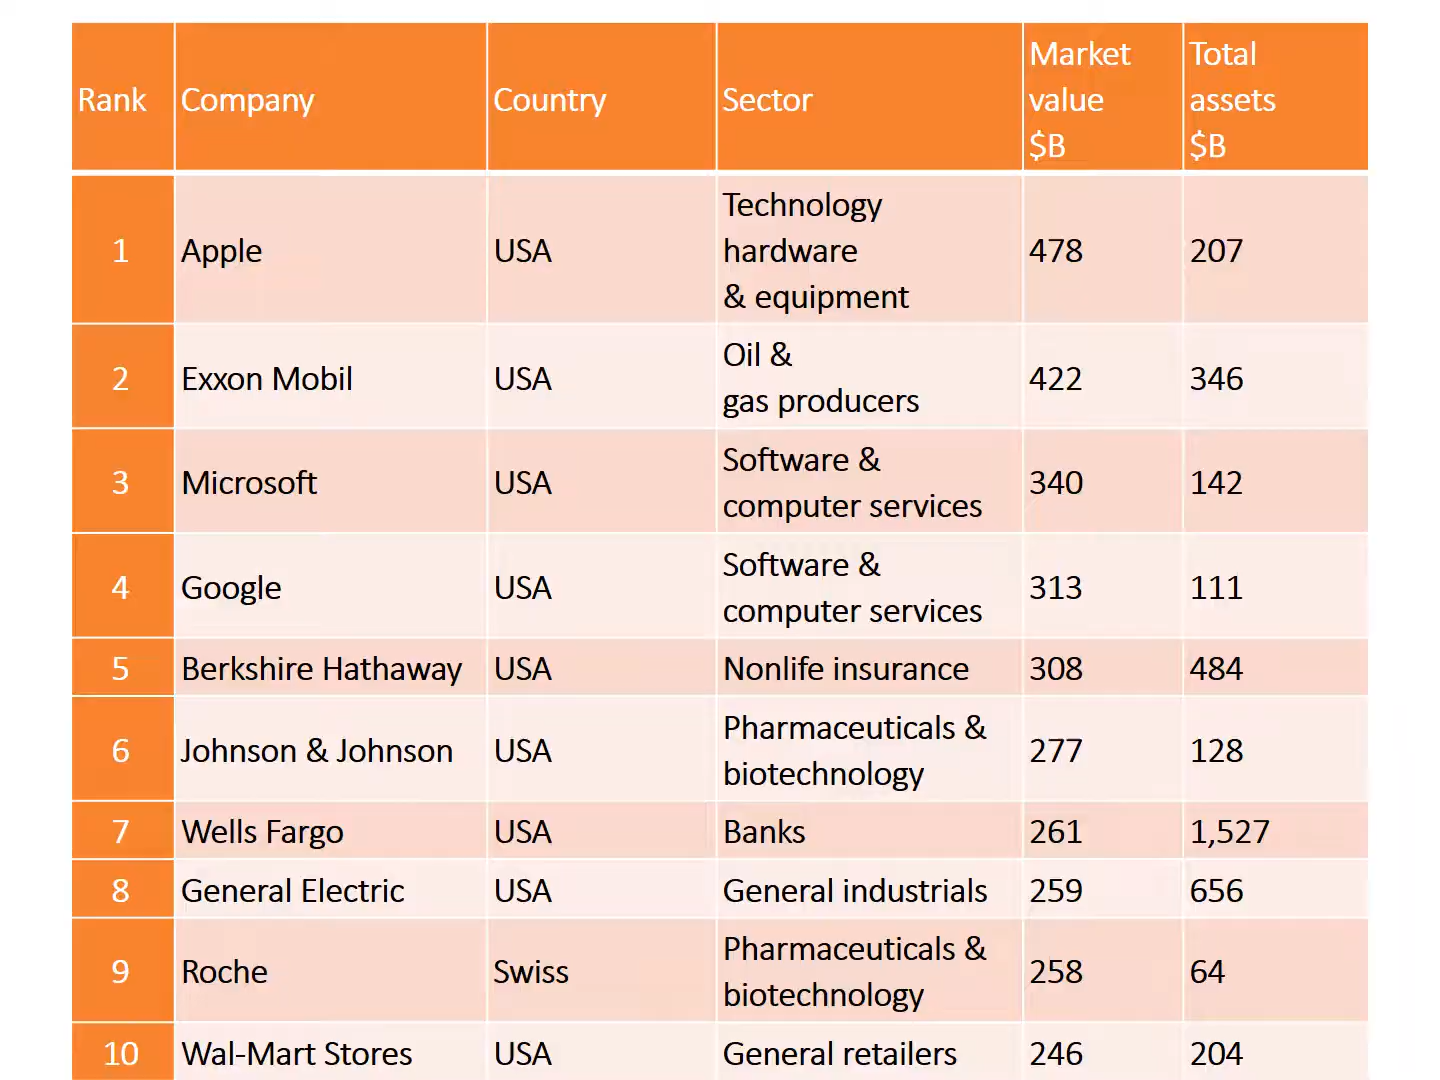 Rank Company Country Sector Market value $B Total assets $B
1 Apple USA Technology hardware & equipment 478 207
2 Exxon Mobil USA Oil & gas producers 422 346
3 Microsoft USA Software & computer services 340 142
4 Google USA Software & computer services 313 111
5 Berkshire Hathaway USA Nonlife insurance 308 484
6 Johnson & Johnson USA Pharmaceuticals & biotechnology 277 128
7 Wells Fargo USA Banks 261 1,527
8 General Electric USA General industrials 259 656
9 Roche Swiss Pharmaceuticals & biotechnology 258 64
10 Wal-Mart Stores USA General retailers 246 204